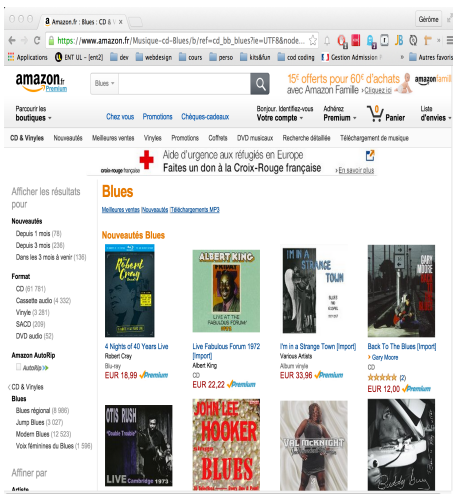 Amazon.fr : Blues : CD & V
Gérôme
https://www.amazon.fr/Musique-cd-Blues/b/ref=cd_bb_blues?ie=UTF8&node...
Applications ENT UL - [ent2] dev webdesign cours perso kits&fun cod coding Gestion Admission » Autres favoris
amazon.fr
Premium
Blues
15€ offerts pour 60€ d'achats
avec Amazon Famille ›Cliquez ici
amazonfamill
Parcourir les
boutiques
Chez vous Promotions Chèques-cadeaux
Bonjour. Identifiez-vous
Votre compte
Adhérez
Premium
0
Panier
Liste
d'envies
CD & Vinyles Nouveautés Meilleures ventes Vinyles Promotions Coffrets DVD musicaux Recherche détaillée Téléchargement de musique
croix-rouge française
Aide d'urgence aux réfugiés en Europe
Faites un don à la Croix-Rouge française
›En savoir plus
Afficher les résultats
pour
Nouveautés
Depuis 1 mois (78)
Depuis 3 mois (236)
Dans les 3 mois à venir (136)
Format
CD (61 781)
Cassette audio (4 332)
Vinyle (3 281)
SACD (209)
DVD audio (52)
Amazon AutoRip
AutoRip
‹ CD & Vinyles
Blues
Blues régional (8 988)
Jump Blues (3 027)
Modern Blues (12 523)
Voix féminines du Blues (1 596)
Affiner par
Artiste
Blues
Meilleures ventes |Nouveautés |Téléchargements MP3
Nouveautés Blues
Robert
Cray
4 Nights of 40 Years Live
Robert Cray
Blu-ray
EUR 18,99 Premium
ALBERT KING
LIVE AT THE
FABULOUS FORUM!
Live Fabulous Forum 1972
[Import]
Albert King
CD
EUR 22,22 Premium
I'M IN A
STRANGE
TOWN
I'm in a Strange Town [Import]
Various Artists
Album vinyle
EUR 33,96 Premium
GARY
MOORE
Back To The Blues [Import]
› Gary Moore
CD
(2)
EUR 12,00 Premium
OTIS RUSH
"Double Trouble"
LIVE Cambridge 1973
JOHN LEE
HOOKER
BLUES
VAL McKNIGHT
Buddy Guy